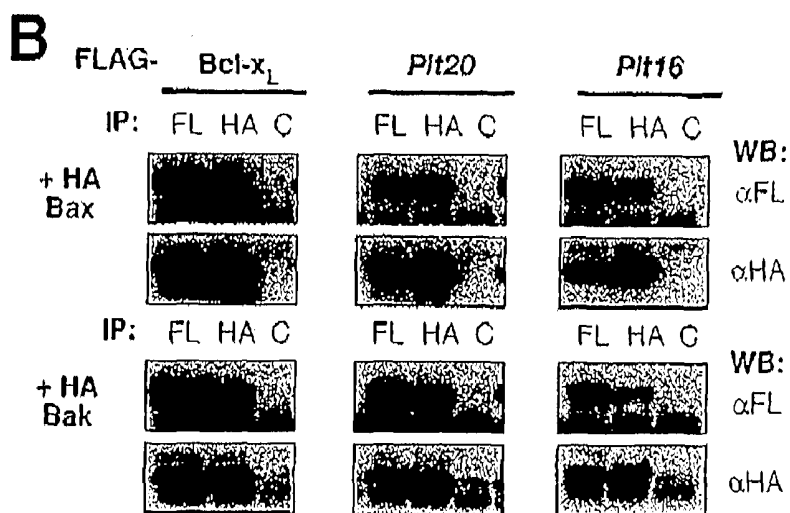 B
FLAG- Bcl-xL Plt20 Plt16
IP: FL HA C FL HA C FL HA C
WB:
+ HA Bax
αFL
αHA
IP: FL HA C FL HA C FL HA C
WB:
+ HA Bak
αFL
αHA